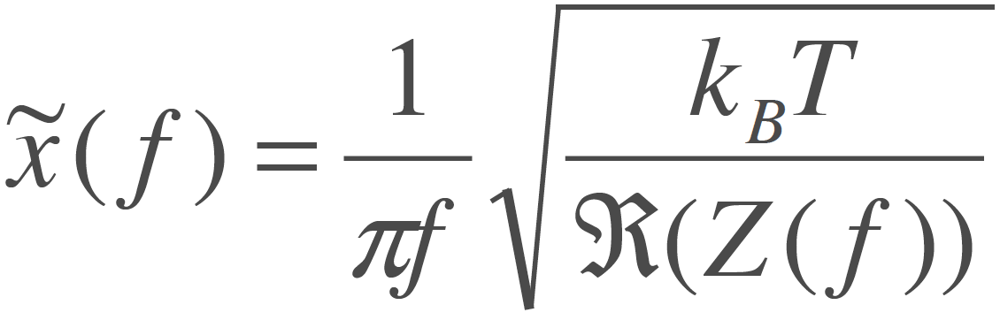 x̃(f) = 1/(πf) √(k_B T / ℜ(Z(f)))